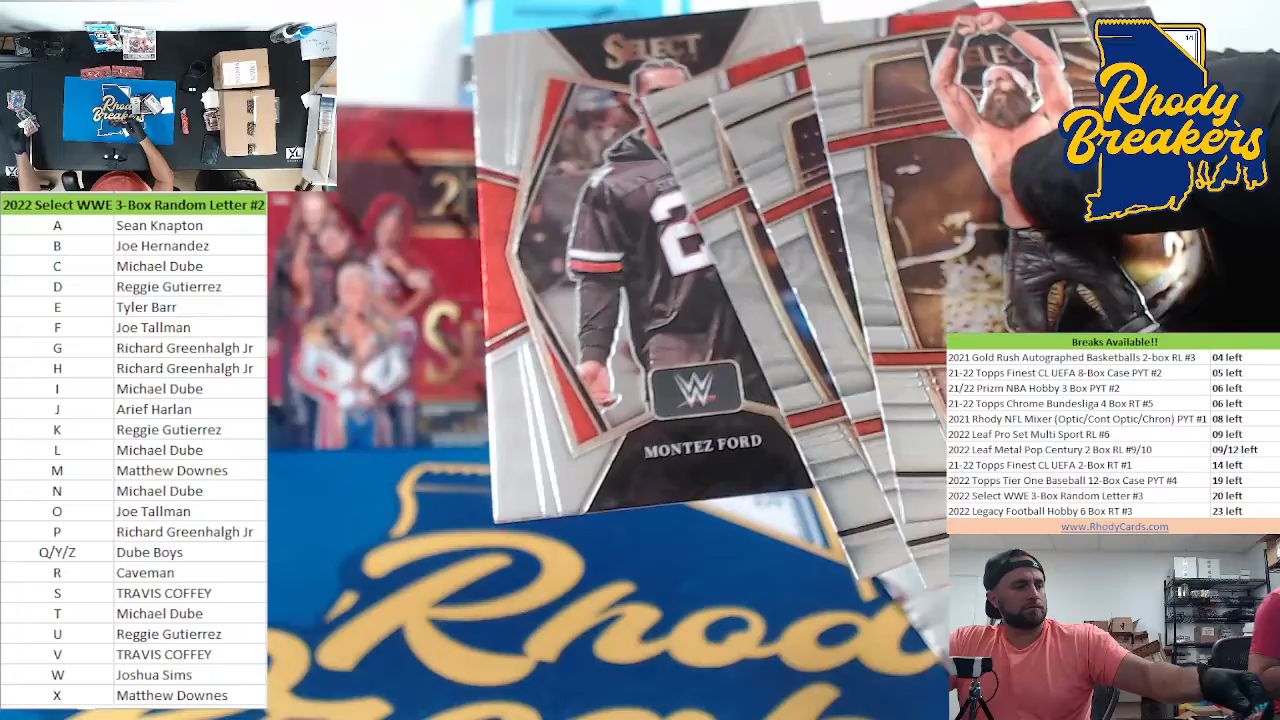 2022 Select WWE 3-Box Random Letter #2
A Sean Knapton
B Joe Hernandez
C Michael Dube
D Reggie Gutierrez
E Tyler Barr
F Joe Tallman
G Richard Greenhalgh Jr
H Richard Greenhalgh Jr
I Michael Dube
J Arief Harlan
K Reggie Gutierrez
L Michael Dube
M Matthew Downes
N Michael Dube
O Joe Tallman
P Richard Greenhalgh Jr
Q/Y/Z Dube Boys
R Caveman
S TRAVIS COFFEY
T Michael Dube
U Reggie Gutierrez
V TRAVIS COFFEY
W Joshua Sims
X Matthew Downes
SELECT
2
W
MONTEZ FORD
Rhody
Breakers
Breaks Available!!
2021 Gold Rush Autographed Basketballs 2-box RL #3 04 left
21-22 Topps Finest CL UEFA 8-Box Case PYT #2 05 left
21/22 Prizm NBA Hobby 3 Box PYT #2 06 left
21-22 Topps Chrome Bundesliga 4 Box RT #5 06 left
2021 Rhody NFL Mixer (Optic/Cont Optic/Chron) PYT #1 08 left
2022 Leaf Pro Set Multi Sport RL #6 09 left
2022 Leaf Metal Pop Century 2 Box RL #9/10 09/12 left
21-22 Topps Finest CL UEFA 2-Box RT #1 14 left
2022 Topps Tier One Baseball 12-Box Case PYT #4 19 left
2022 Select WWE 3-Box Random Letter #3 20 left
2022 Legacy Football Hobby 6 Box RT #3 23 left
www.RhodyCards.com
Rhod